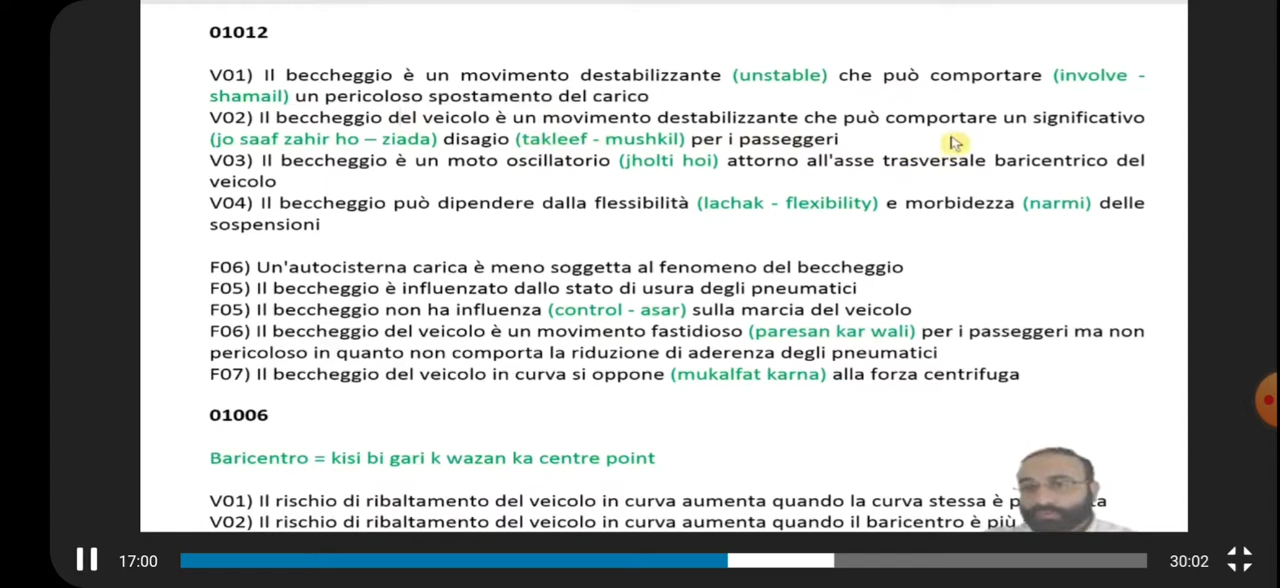 01012
V01) Il beccheggio è un movimento destabilizzante (unstable) che può comportare (involve -
shamail) un pericoloso spostamento del carico
V02) Il beccheggio del veicolo è un movimento destabilizzante che può comportare un significativo
(jo saaf zahir ho – ziada) disagio (takleef - mushkil) per i passeggeri
V03) Il beccheggio è un moto oscillatorio (jholti hoi) attorno all'asse trasversale baricentrico del
veicolo
V04) Il beccheggio può dipendere dalla flessibilità (lachak - flexibility) e morbidezza (narmi) delle
sospensioni
F06) Un'autocisterna carica è meno soggetta al fenomeno del beccheggio
F05) Il beccheggio è influenzato dallo stato di usura degli pneumatici
F05) Il beccheggio non ha influenza (control - asar) sulla marcia del veicolo
F06) Il beccheggio del veicolo è un movimento fastidioso (paresan kar wali) per i passeggeri ma non
pericoloso in quanto non comporta la riduzione di aderenza degli pneumatici
F07) Il beccheggio del veicolo in curva si oppone (mukalfat karna) alla forza centrifuga
01006
Baricentro = kisi bi gari k wazan ka centre point
V01) Il rischio di ribaltamento del veicolo in curva aumenta quando la curva stessa è
V02) Il rischio di ribaltamento del veicolo in curva aumenta quando il baricentro è più
17:00
30:02